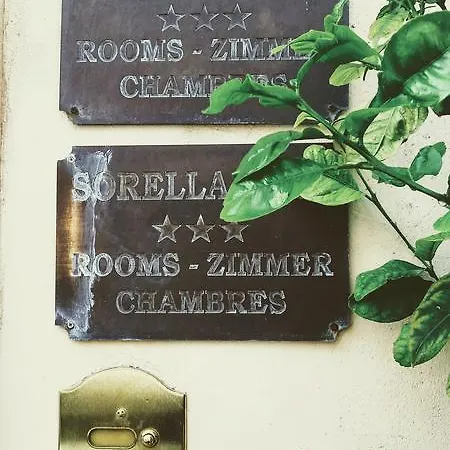 ★★★
ROOMS - ZIMMER
CHAMBRES
SORELLA
★★★
ROOMS - ZIMMER
CHAMBRES